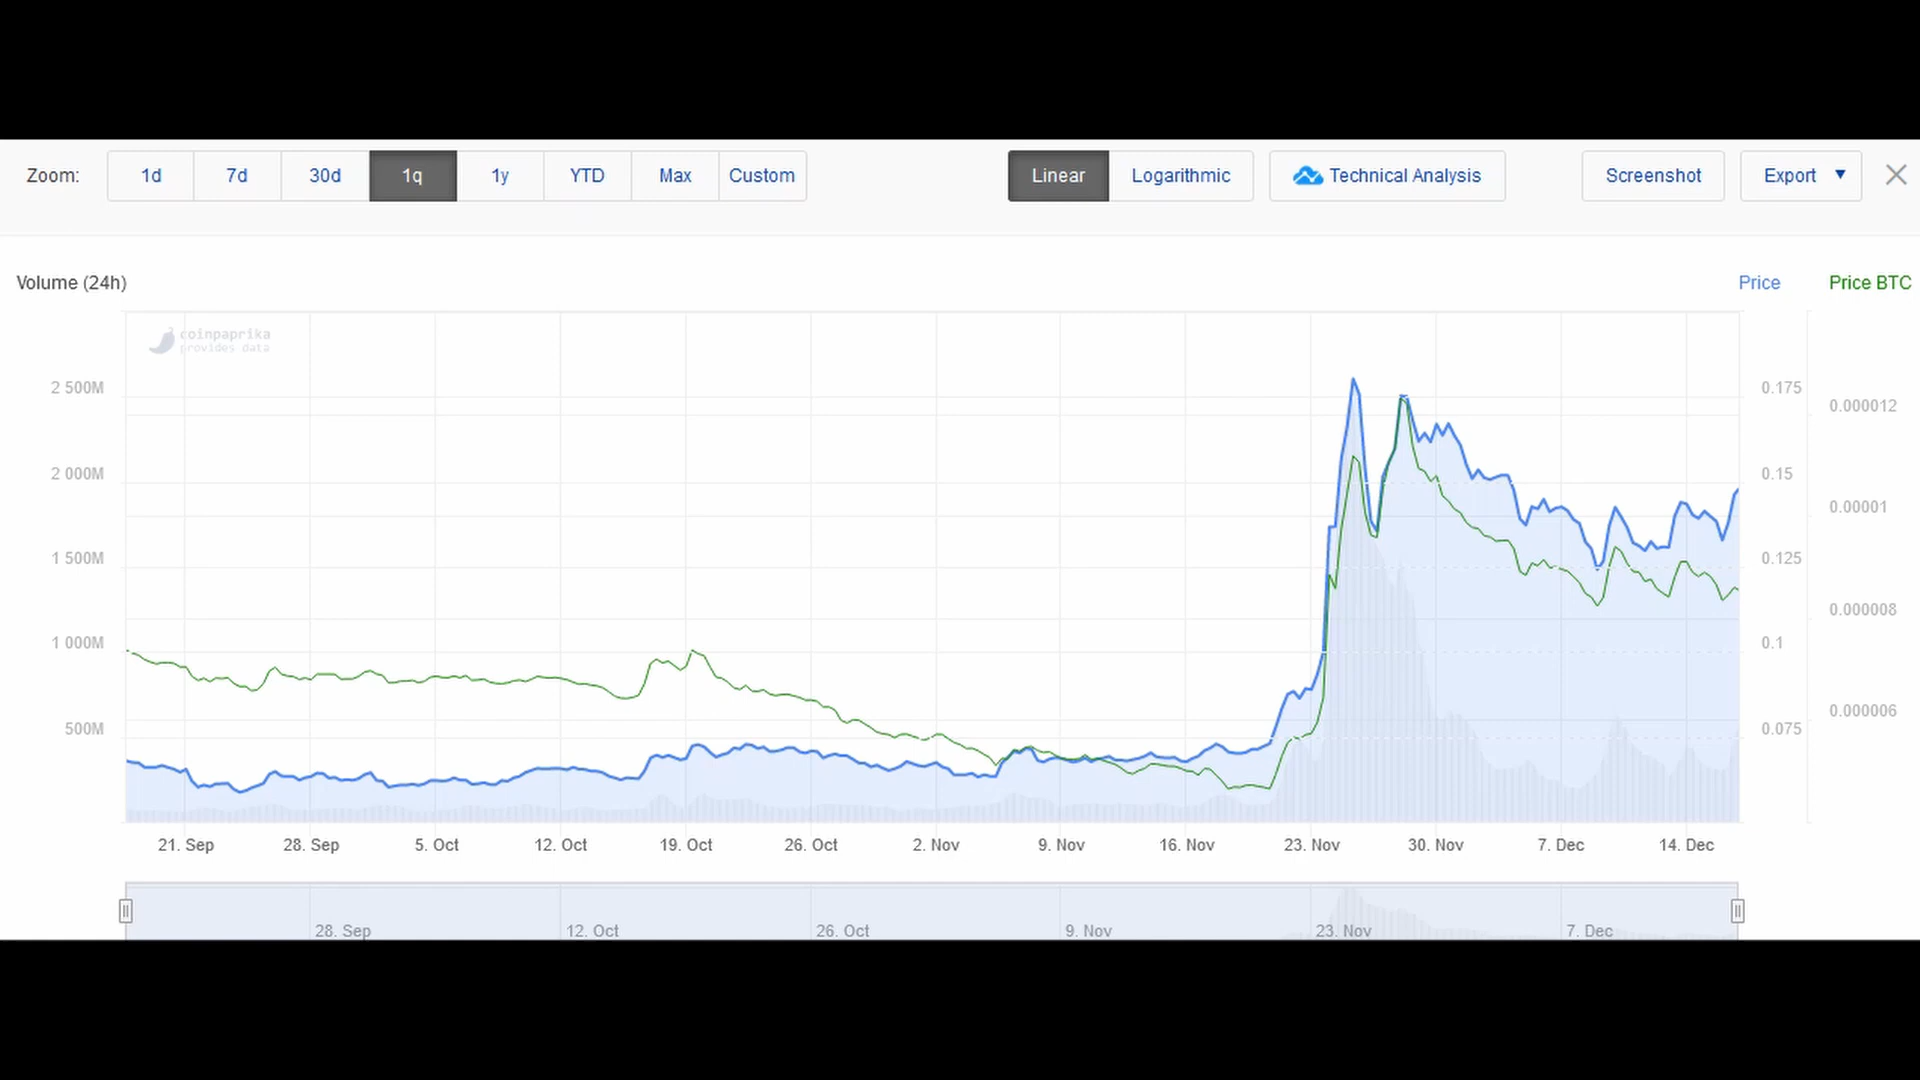 Zoom: 1d 7d 30d 1q 1y YTD Max Custom Linear Logarithmic Technical Analysis Screenshot Export
Volume (24h) Price Price BTC
coinpaprika
provides data
2 500M 0.175 0.000012
2 000M 0.15 0.00001
1 500M 0.125 0.000008
1 000M 0.1 0.000006
500M 0.075
21. Sep 28. Sep 5. Oct 12. Oct 19. Oct 26. Oct 2. Nov 9. Nov 16. Nov 23. Nov 30. Nov 7. Dec 14. Dec
28. Sep 12. Oct 26. Oct 9. Nov 23. Nov 7. Dec